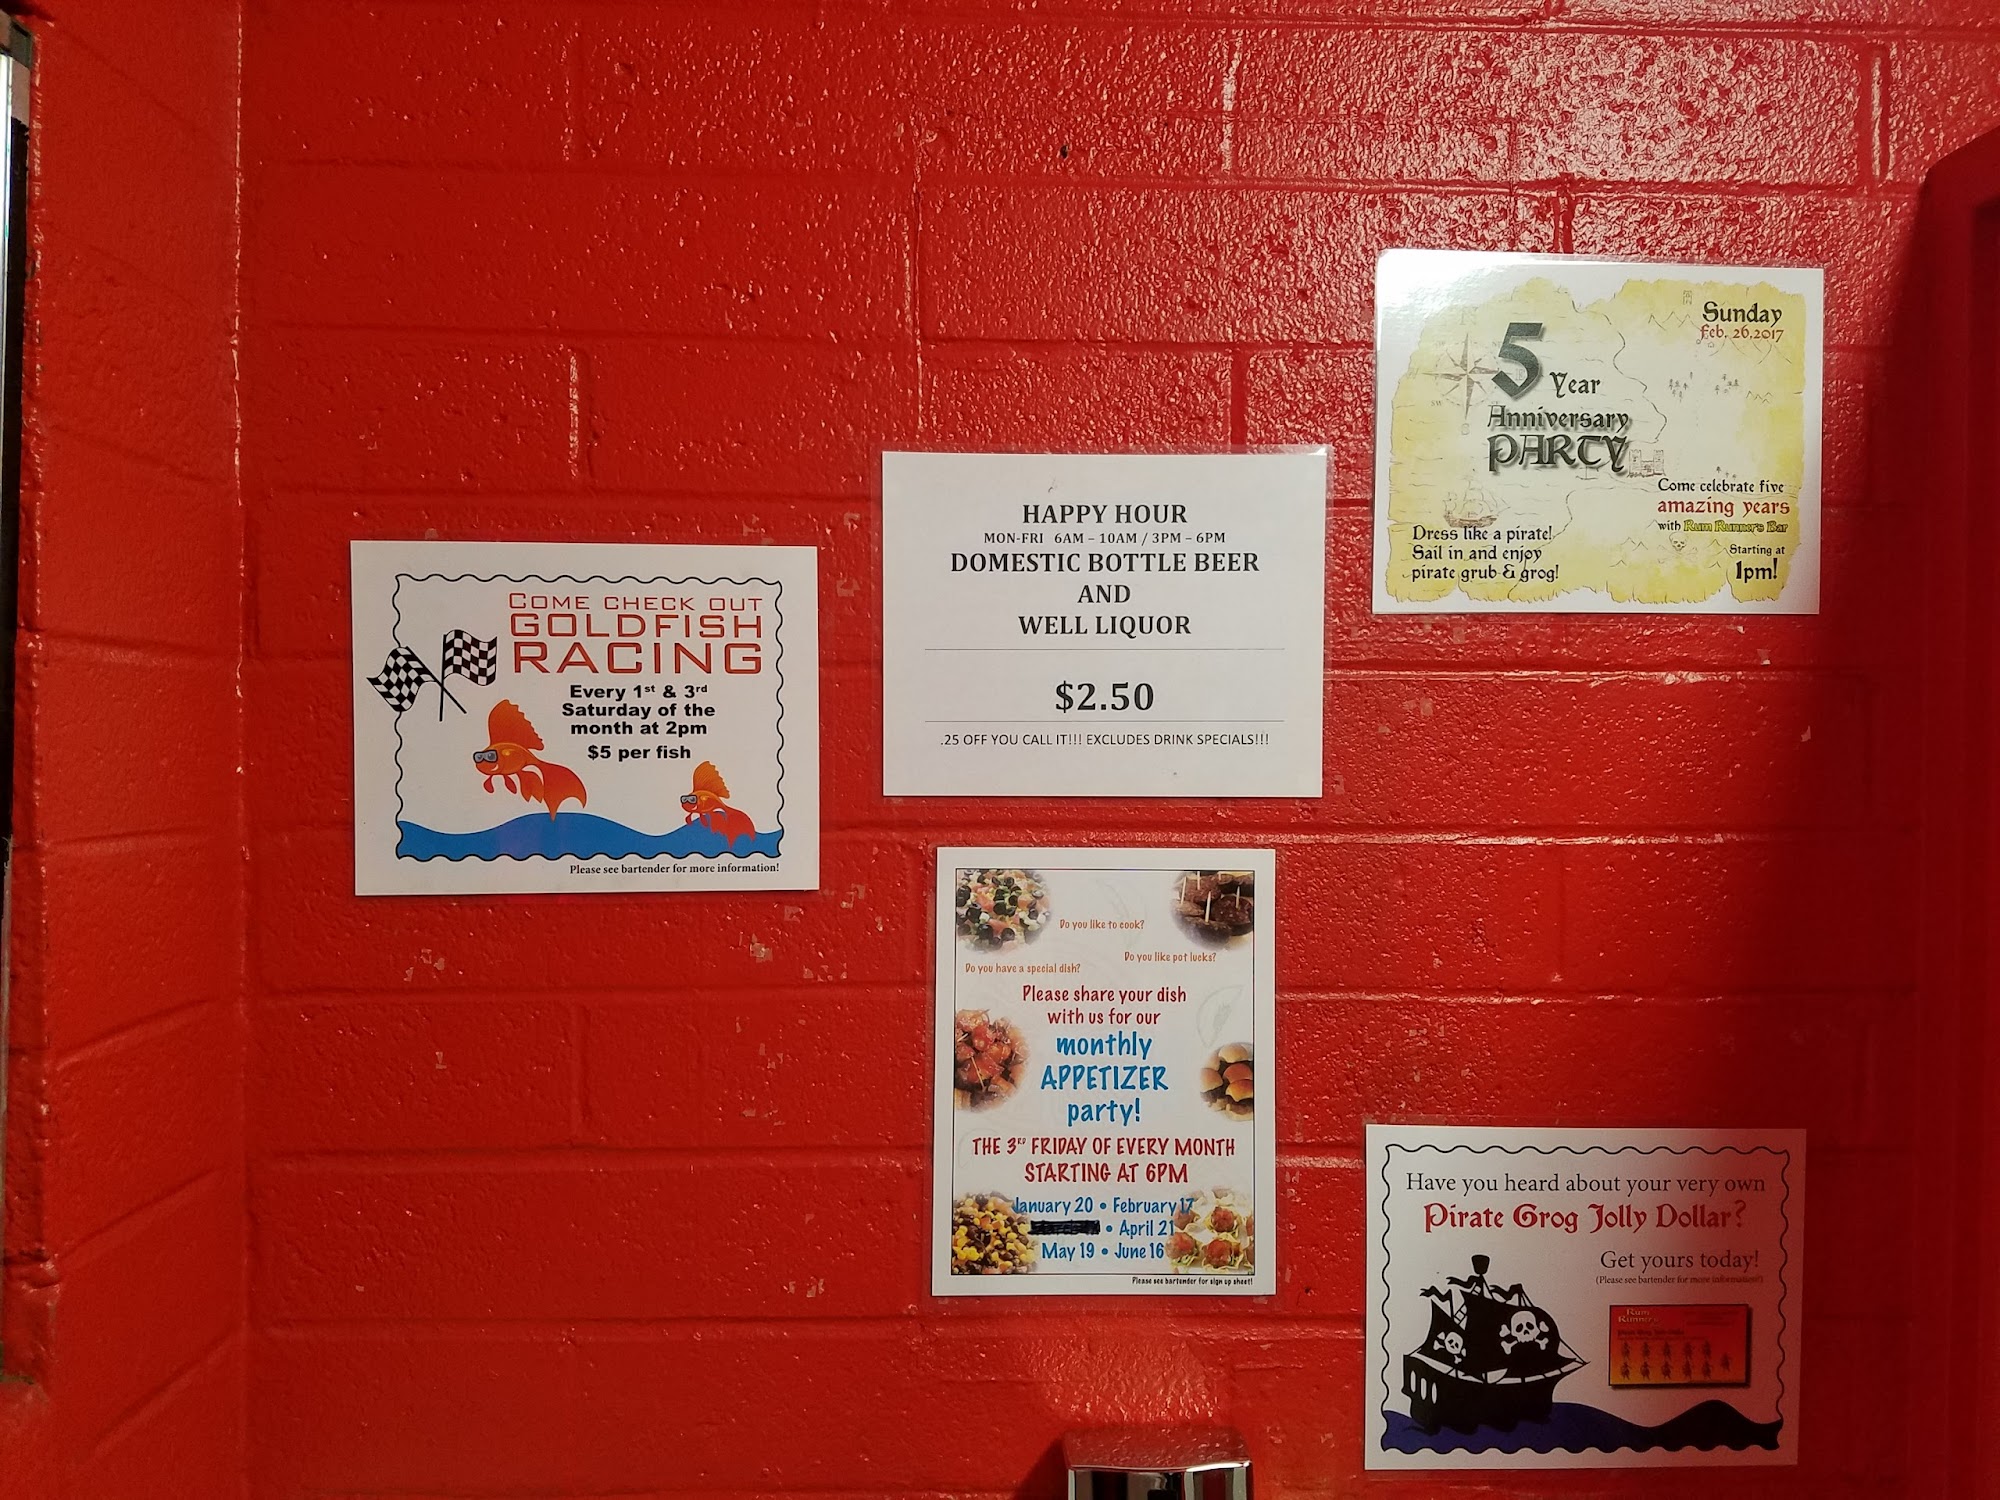 COME CHECK OUT
GOLDFISH
RACING
Every 1st & 3rd
Saturday of the
month at 2pm
$5 per fish
Please see bartender for more information!
HAPPY HOUR
MON-FRI 6AM – 10AM / 3PM – 6PM
DOMESTIC BOTTLE BEER
AND
WELL LIQUOR
$2.50
.25 OFF YOU CALL IT!!! EXCLUDES DRINK SPECIALS!!!
Sunday
Feb. 26,2017
5 Year
Anniversary
PARTY
Come celebrate five
amazing years
with Rum Runners Bar
Starting at
1pm!
Dress like a pirate!
Sail in and enjoy
pirate grub & grog!
Do you like to cook?
Do you like pot lucks?
Do you have a special dish?
Please share your dish
with us for our
monthly
APPETIZER
party!
THE 3RD FRIDAY OF EVERY MONTH
STARTING AT 6PM
January 20 • February 17
• April 21
May 19 • June 16
Please see bartender for sign up sheet!
Have you heard about your very own
Pirate Grog Jolly Dollar?
Get yours today!
(Please see bartender for more information!)
Rum
Runners